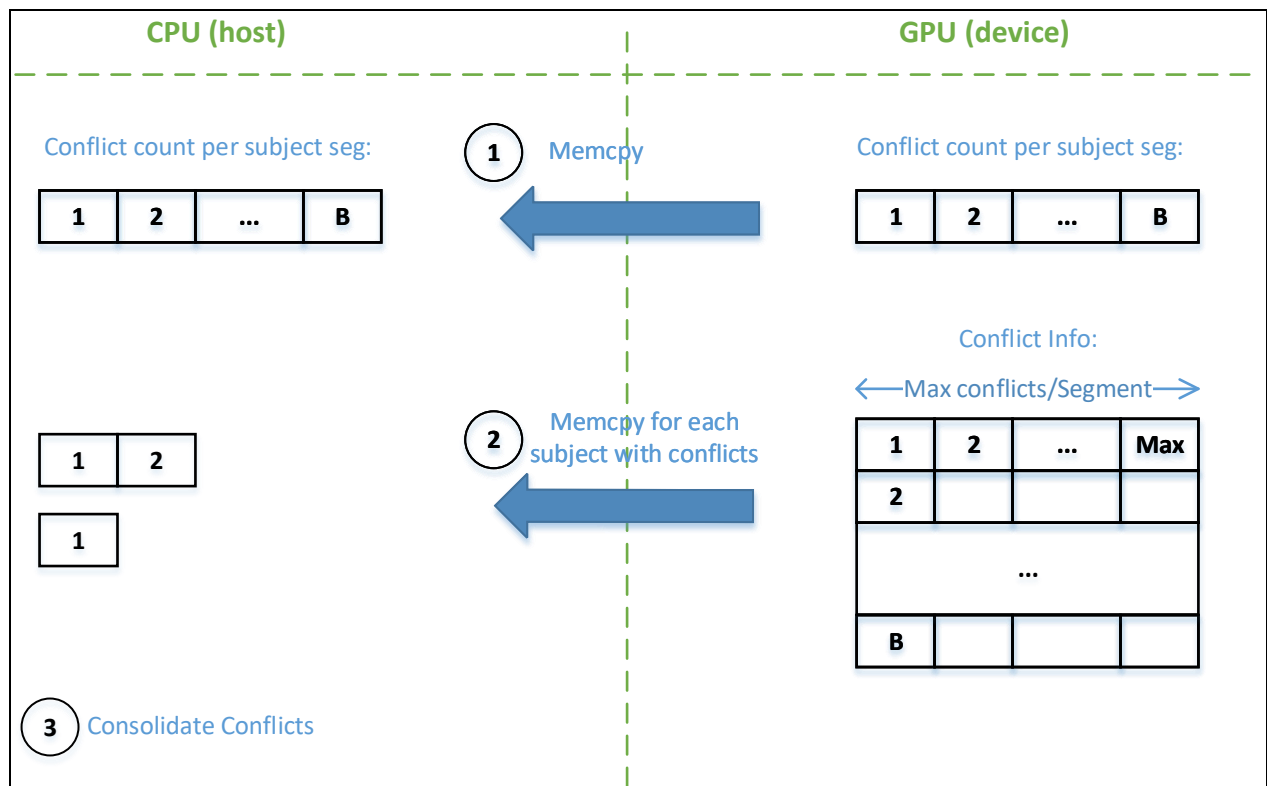 CPU (host)
GPU (device)
Conflict count per subject seg:
1 Memcpy
Conflict count per subject seg:
1 2 ... B
1 2 ... B
Conflict Info:
Max conflicts/Segment
2 Memcpy for each
subject with conflicts
1 2
1 2 ... Max
2
1
...
B
3 Consolidate Conflicts